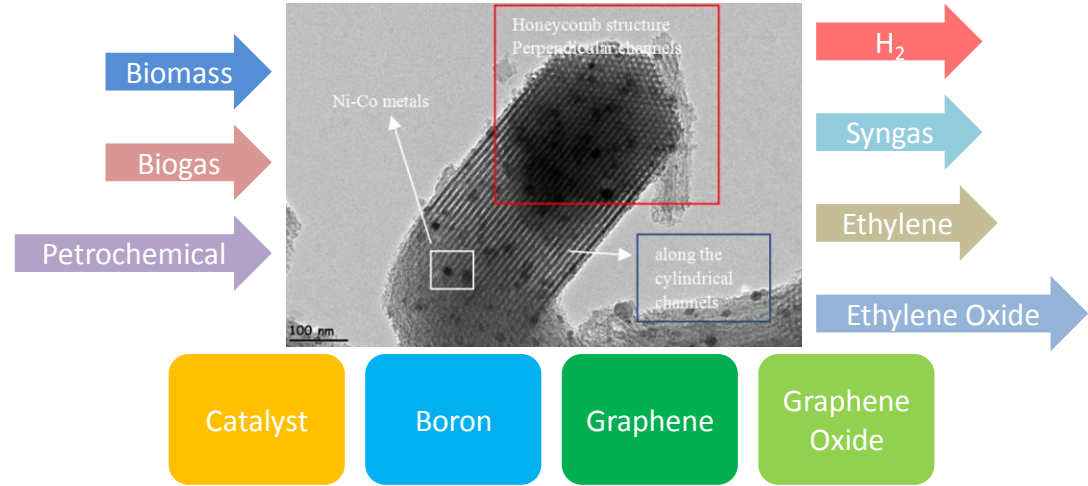 Biomass
Biogas
Petrochemical
Honeycomb structure
Perpendicular channels
Ni-Co metals
along the
cylindrical
channels
100 nm
H₂
Syngas
Ethylene
Ethylene Oxide
Catalyst
Boron
Graphene
Graphene
Oxide